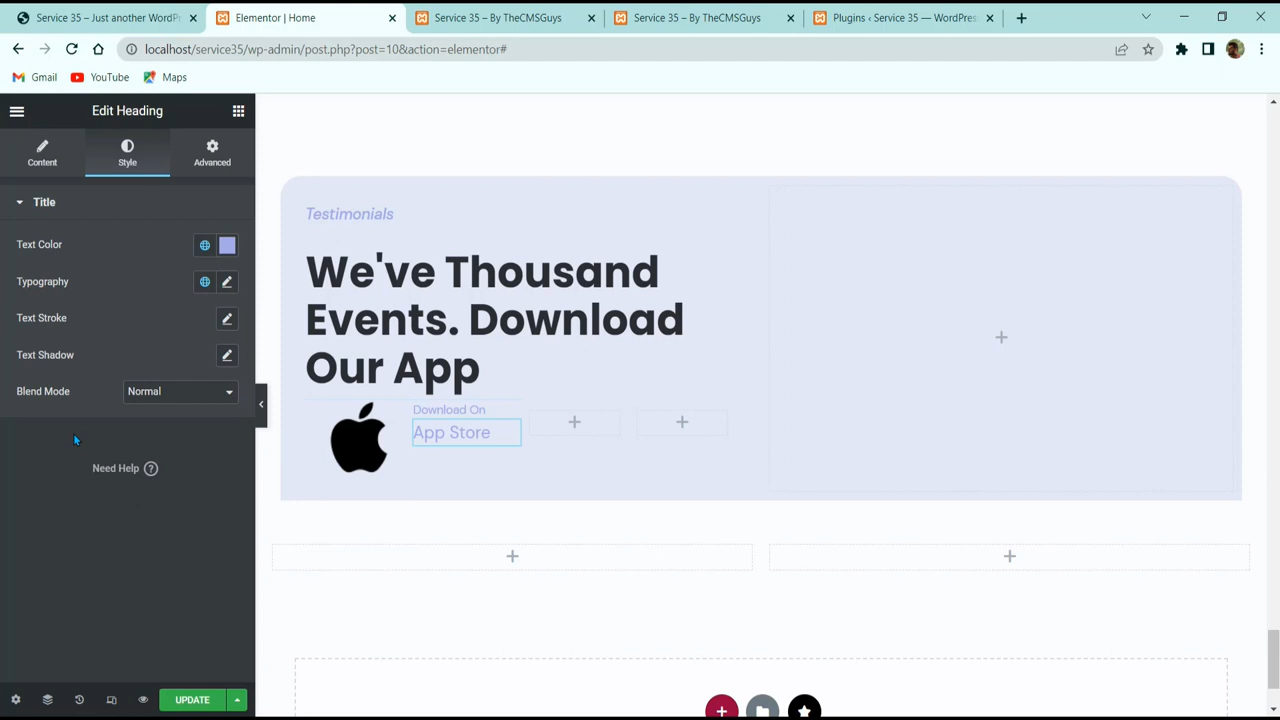 Service 35 – Just another WordPr
Elementor | Home
Service 35 – By TheCMSGuys
Service 35 – By TheCMSGuys
Plugins ‹ Service 35 — WordPres
localhost/service35/wp-admin/post.php?post=10&action=elementor#
Gmail
YouTube
Maps
Edit Heading
Content
Style
Advanced
Title
Text Color
Typography
Text Stroke
Text Shadow
Blend Mode
Normal
Need Help
UPDATE
Testimonials
We've Thousand
Events. Download
Our App
Download On
App Store